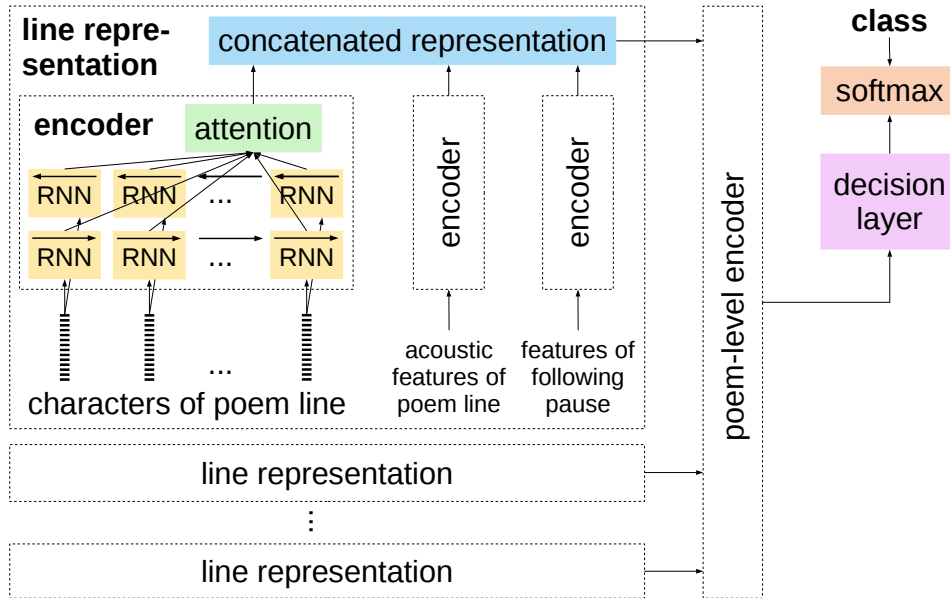 line repre-
sentation
concatenated representation
encoder
attention
RNN
RNN
...
RNN
RNN
RNN
...
RNN
...
characters of poem line
encoder
acoustic
features of
poem line
encoder
features of
following
pause
line representation
...
line representation
poem-level encoder
class
softmax
decision
layer